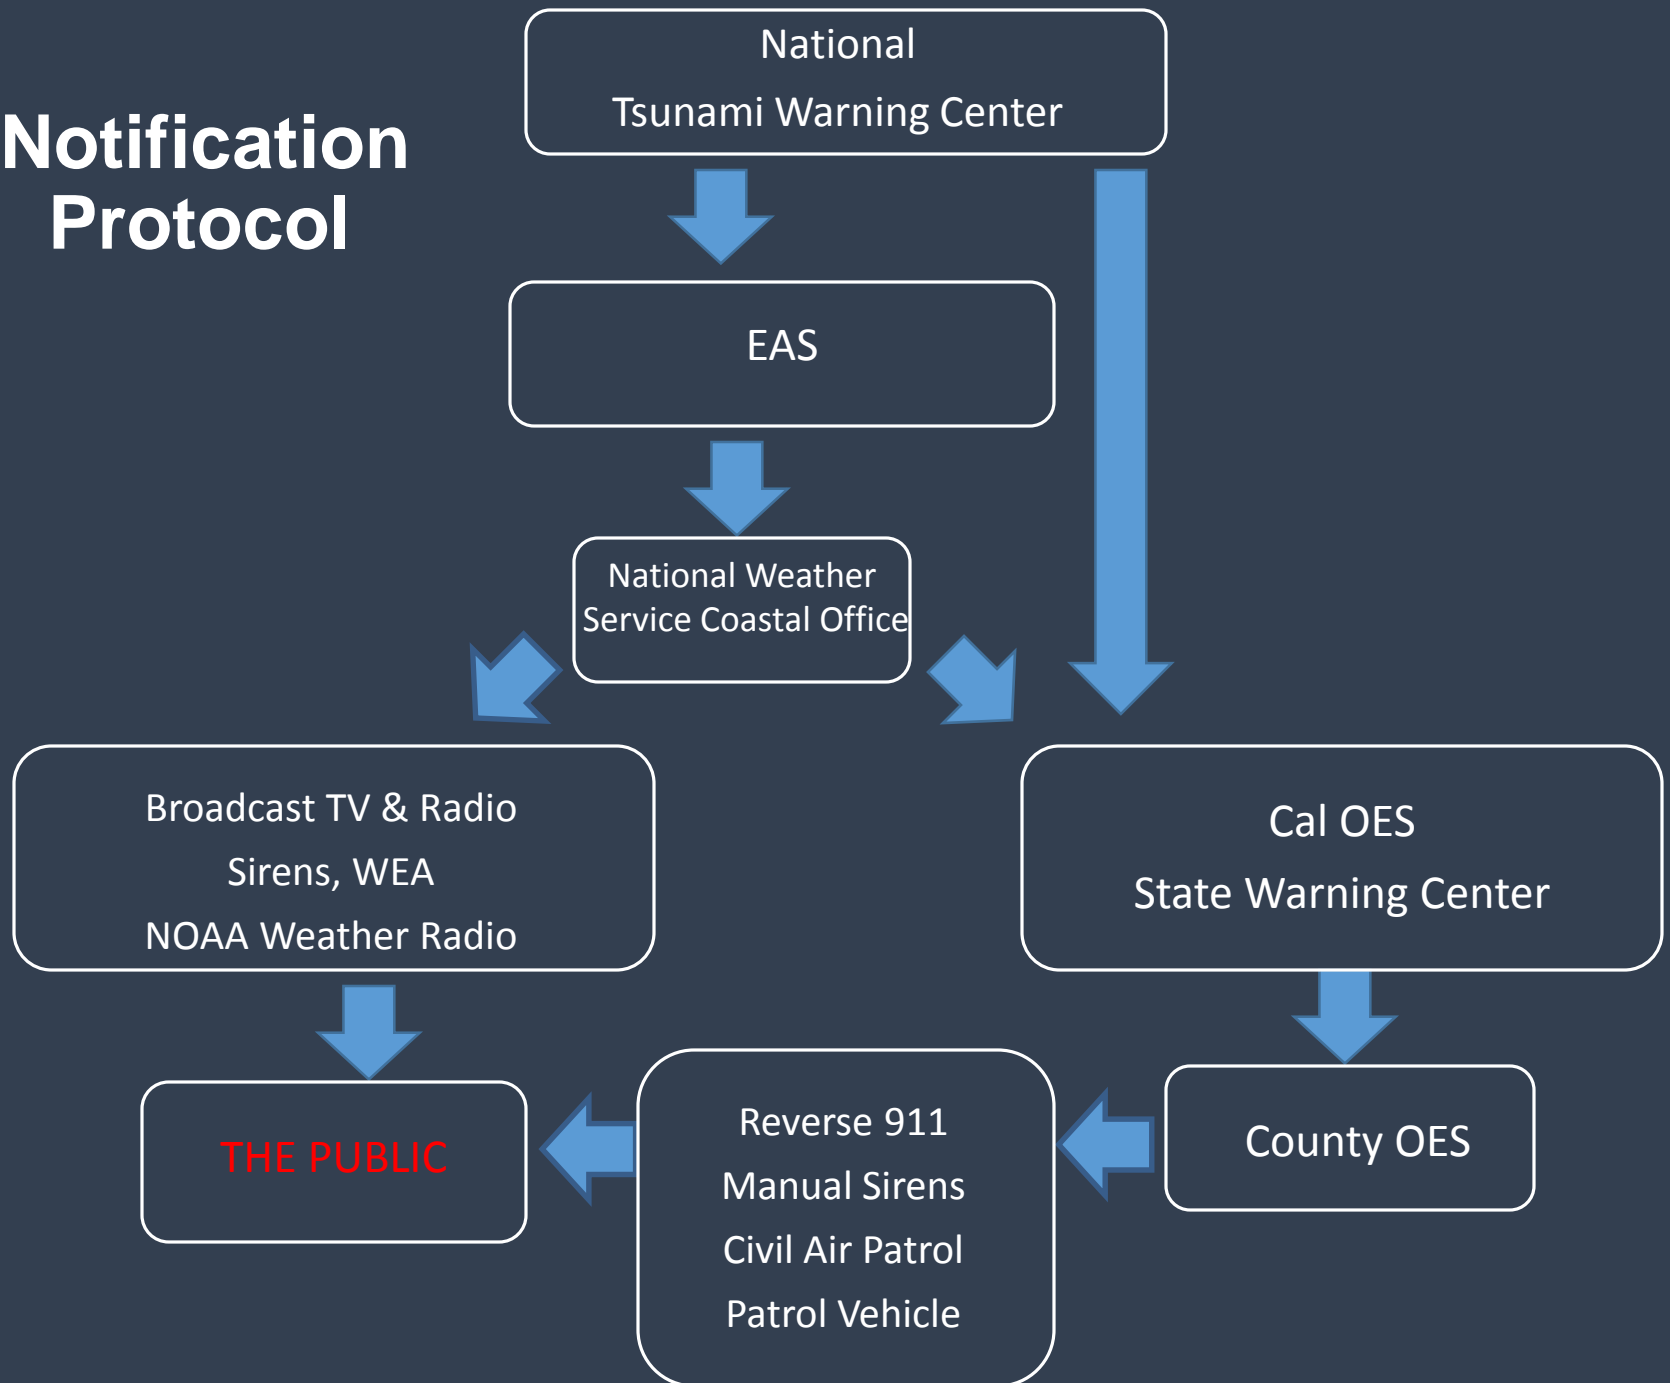 Notification
Protocol
National
Tsunami Warning Center
EAS
National Weather
Service Coastal Office
Broadcast TV & Radio
Sirens, WEA
NOAA Weather Radio
Cal OES
State Warning Center
THE PUBLIC
Reverse 911
Manual Sirens
Civil Air Patrol
Patrol Vehicle
County OES